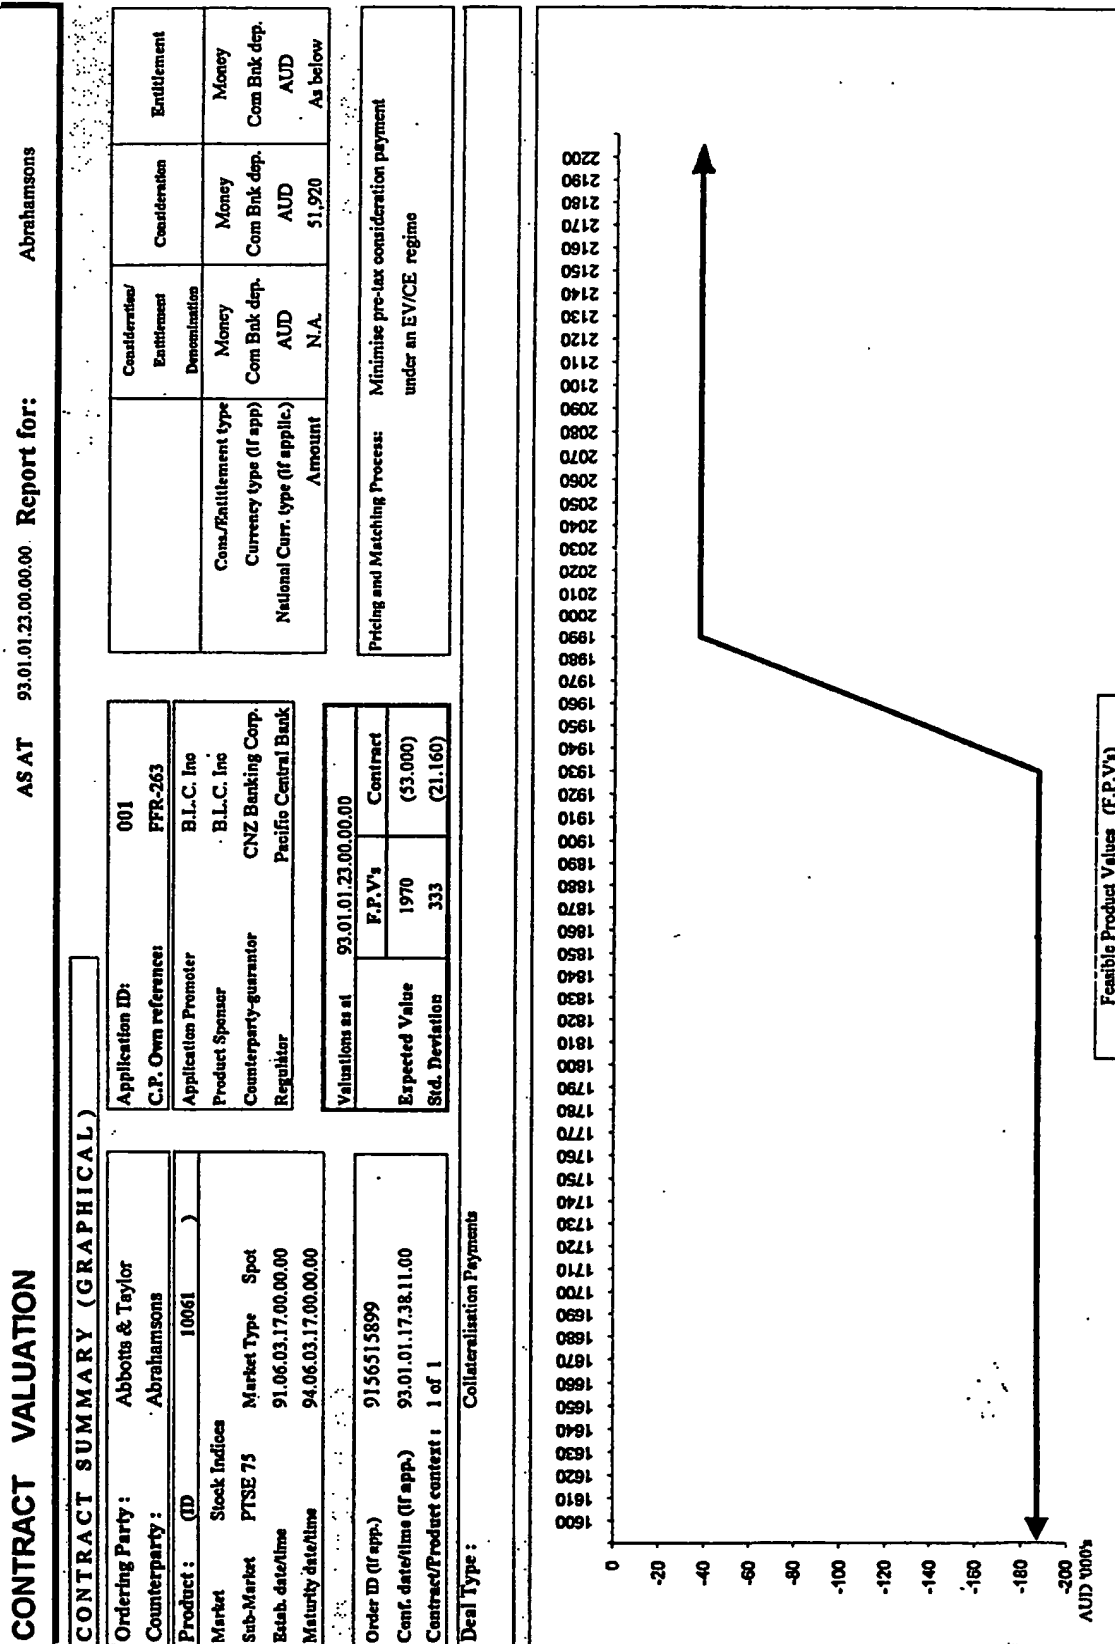 CONTRACT VALUATION AS AT 93.01.01.23.00.00.00 Report for: Abrahamsons
CONTRACT SUMMARY (GRAPHICAL)
Ordering Party : Abbotts & Taylor
Counterparty : Abrahamsons
Product : (ID 10061 )
Market Stock Indices
Sub-Market PTSE 75 Market Type Spot
Estab. date/time 91.06.03.17.00.00.00
Maturity date/time 94.06.03.17.00.00.00
Order ID (if app.) 9156515899
Conf. date/time (if app.) 93.01.01.17.38.11.00
Contract/Product context : 1 of 1
Deal Type : Collateralisation Payments
Application ID: 001
C.P. Own reference: PFR-263
Application Promoter B.L.C. Inc
Product Sponsor B.L.C. Inc
Counterparty-guarantor CNZ Banking Corp.
Regulator Pacific Central Bank
Valuations as at 93.01.01.23.00.00.00
F.P.V's Contract
Expected Value 1970 (53.000)
Std. Deviation 333 (21.160)
Consideration/ Entitlement Denomination Consideration Entitlement
Cons./Entitlement type Money Money Money
Currency type (if app) Com Bnk dep. Com Bnk dep. Com Bnk dep.
National Curr. type (if applic.) AUD AUD AUD
Amount N.A. 51,920 As below
Pricing and Matching Process: Minimise pre-tax consideration payment
under an EV/CE regime
1600 1610 1620 1630 1640 1650 1660 1670 1680 1690 1700 1710 1720 1730 1740 1750 1760 1770 1780 1790 1800 1810 1820 1830 1840 1850 1860 1870 1880 1890 1900 1910 1920 1930 1940 1950 1960 1970 1980 1990 2000 2010 2020 2030 2040 2050 2060 2070 2080 2090 2100 2110 2120 2130 2140 2150 2160 2170 2180 2190 2200
0
-20
-40
-60
-80
-100
-120
-140
-160
-180
-200
AUD '000's
Feasible Product Values (F.P.V's)